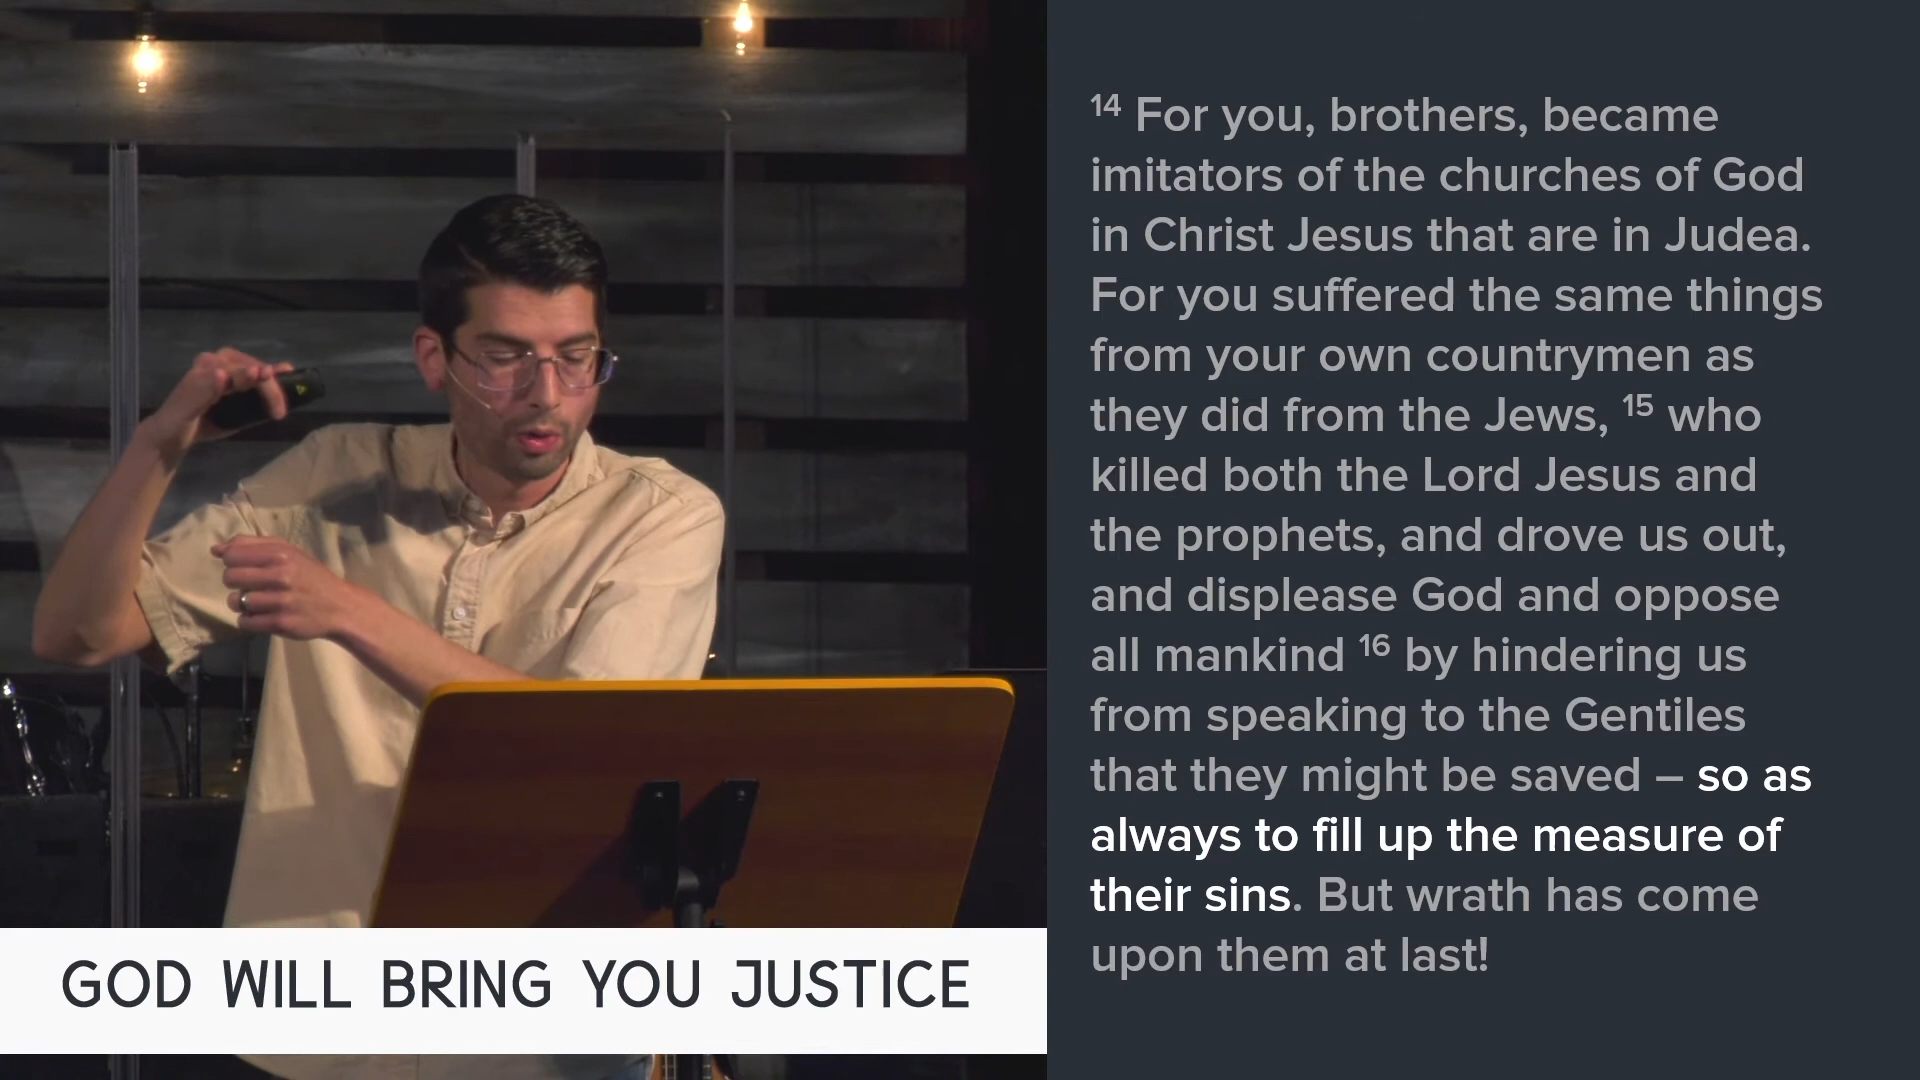 ¹⁴ For you, brothers, became
imitators of the churches of God
in Christ Jesus that are in Judea.
For you suffered the same things
from your own countrymen as
they did from the Jews, ¹⁵ who
killed both the Lord Jesus and
the prophets, and drove us out,
and displease God and oppose
all mankind ¹⁶ by hindering us
from speaking to the Gentiles
that they might be saved – so as
always to fill up the measure of
their sins. But wrath has come
upon them at last!
GOD WILL BRING YOU JUSTICE